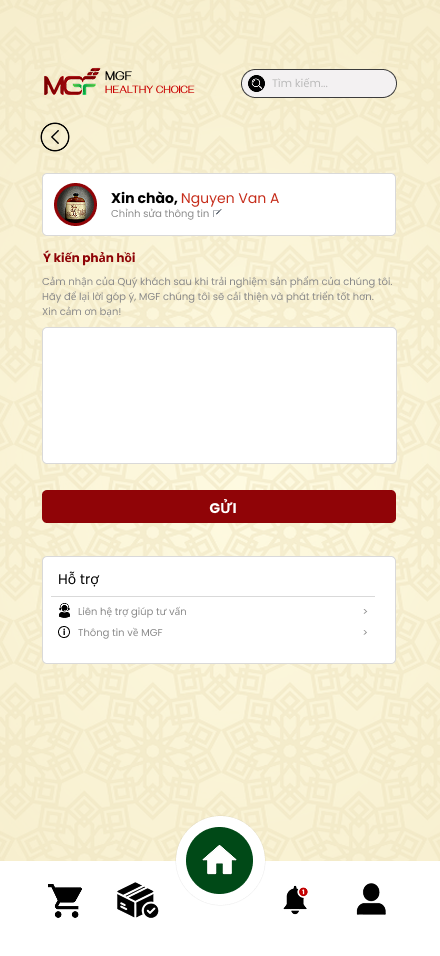 MGF
MGF
HEALTHY CHOICE
Tìm kiếm...
Xin chào, Nguyen Van A
Chỉnh sửa thông tin
Ý kiến phản hồi
Cảm nhận của Quý khách sau khi trải nghiệm sản phẩm của chúng tôi.
Hãy để lại lời góp ý, MGF chúng tôi sẽ cải thiện và phát triển tốt hơn.
Xin cảm ơn bạn!
GỬI
Hỗ trợ
Liên hệ trợ giúp tư vấn
Thông tin về MGF
1